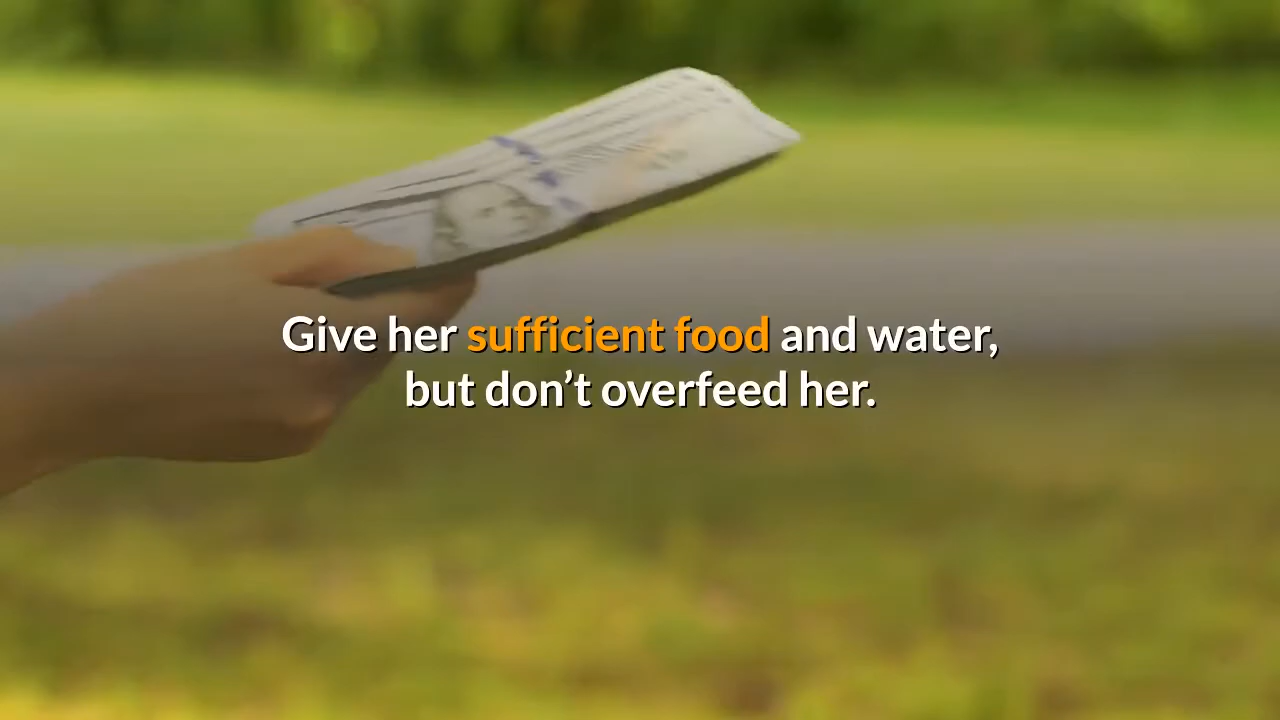 Give her sufficient food and water,
but don’t overfeed her.